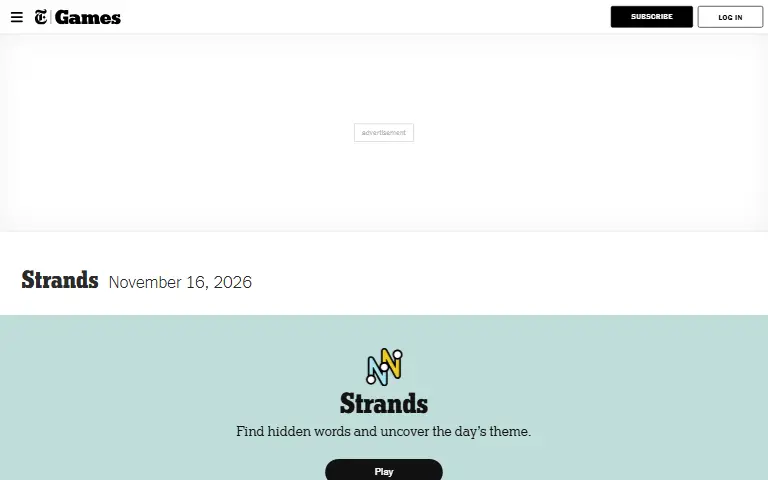 T Games
SUBSCRIBE
LOG IN
advertisement
Strands November 16, 2026
Strands
Find hidden words and uncover the day's theme.
Play